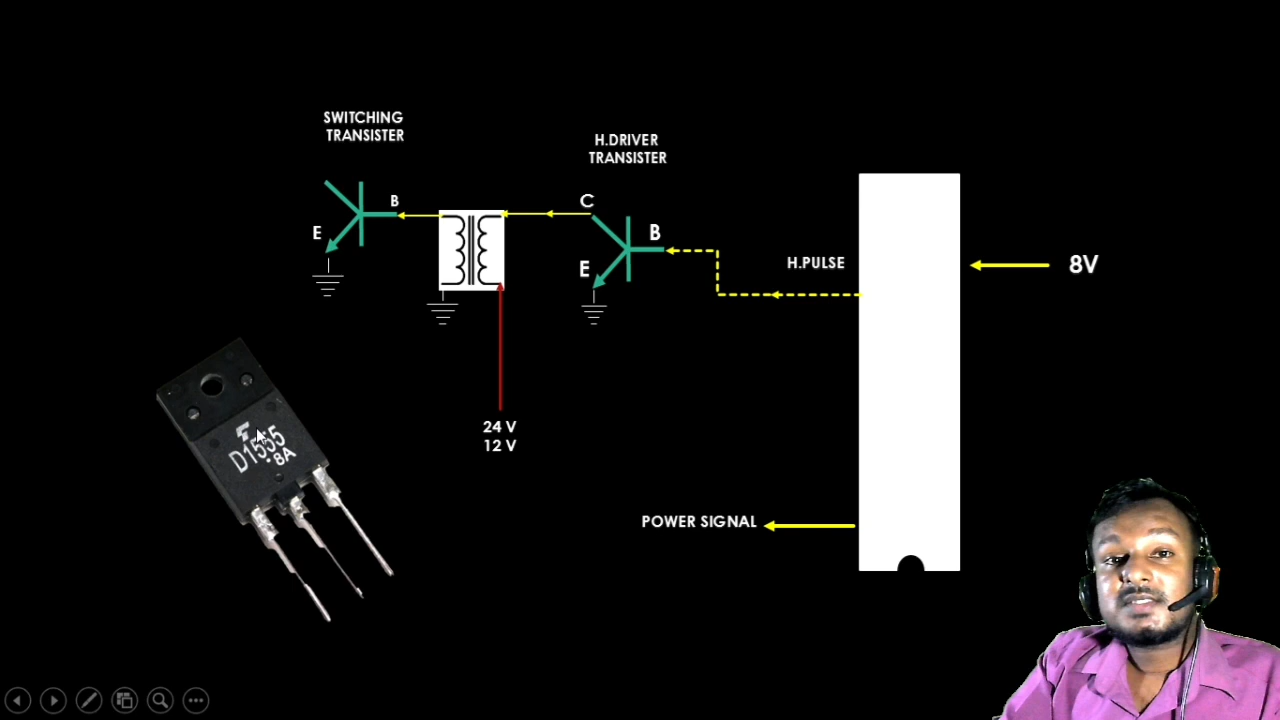 SWITCHING
TRANSISTER
H.DRIVER
TRANSISTER
B
C
E
B
E
H.PULSE
8V
24 V
12 V
D1555
·8A
POWER SIGNAL